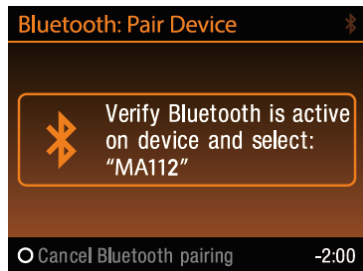 Bluetooth: Pair Device
Verify Bluetooth is active
on device and select:
“MA112”
Cancel Bluetooth pairing -2:00